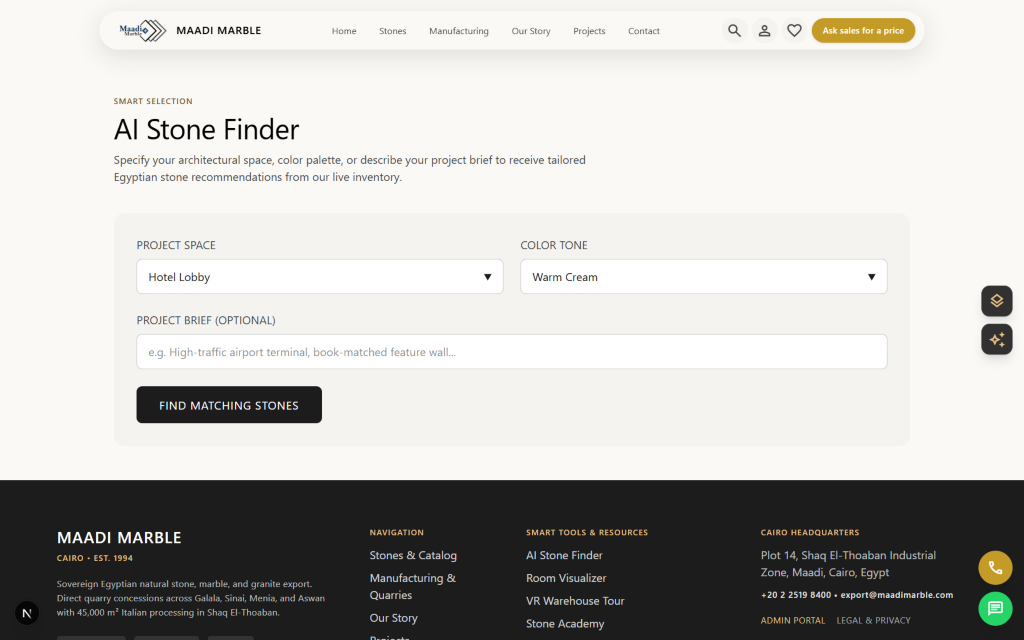 Maadi
Marble
MAADI MARBLE
Home
Stones
Manufacturing
Our Story
Projects
Contact
Ask sales for a price
SMART SELECTION
AI Stone Finder
Specify your architectural space, color palette, or describe your project brief to receive tailored
Egyptian stone recommendations from our live inventory.
PROJECT SPACE
Hotel Lobby
COLOR TONE
Warm Cream
PROJECT BRIEF (OPTIONAL)
e.g. High-traffic airport terminal, book-matched feature wall...
FIND MATCHING STONES
MAADI MARBLE
CAIRO • EST. 1994
Sovereign Egyptian natural stone, marble, and granite export.
Direct quarry concessions across Galala, Sinai, Menia, and Aswan
with 45,000 m² Italian processing in Shaq El-Thoaban.
N
NAVIGATION
Stones & Catalog
Manufacturing &
Quarries
Our Story
Projects
SMART TOOLS & RESOURCES
AI Stone Finder
Room Visualizer
VR Warehouse Tour
Stone Academy
CAIRO HEADQUARTERS
Plot 14, Shaq El-Thoaban Industrial
Zone, Maadi, Cairo, Egypt
+20 2 2519 8400 • export@maadimarble.com
ADMIN PORTAL
LEGAL & PRIVACY